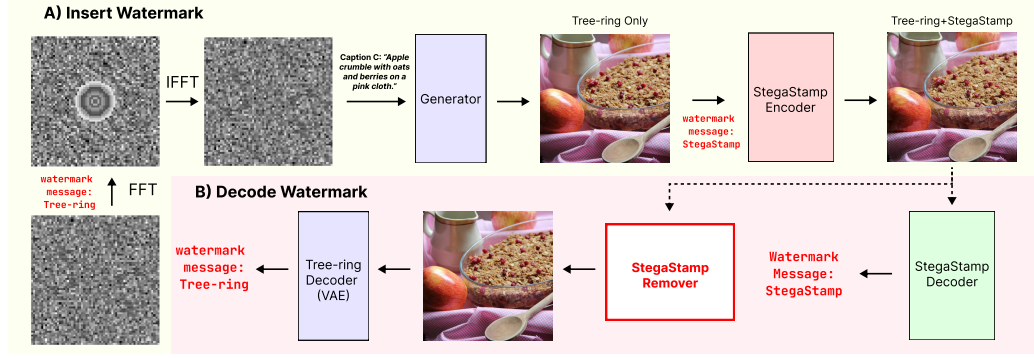 A) Insert Watermark
Tree-ring Only
Tree-ring+StegaStamp
IFFT
Caption C: "Apple
crumble with oats
and berries on a
pink cloth."
Generator
watermark
message:
StegaStamp
StegaStamp
Encoder
watermark
message:
Tree-ring
FFT
B) Decode Watermark
watermark
message:
Tree-ring
Tree-ring
Decoder
(VAE)
StegaStamp
Remover
Watermark
Message:
StegaStamp
StegaStamp
Decoder